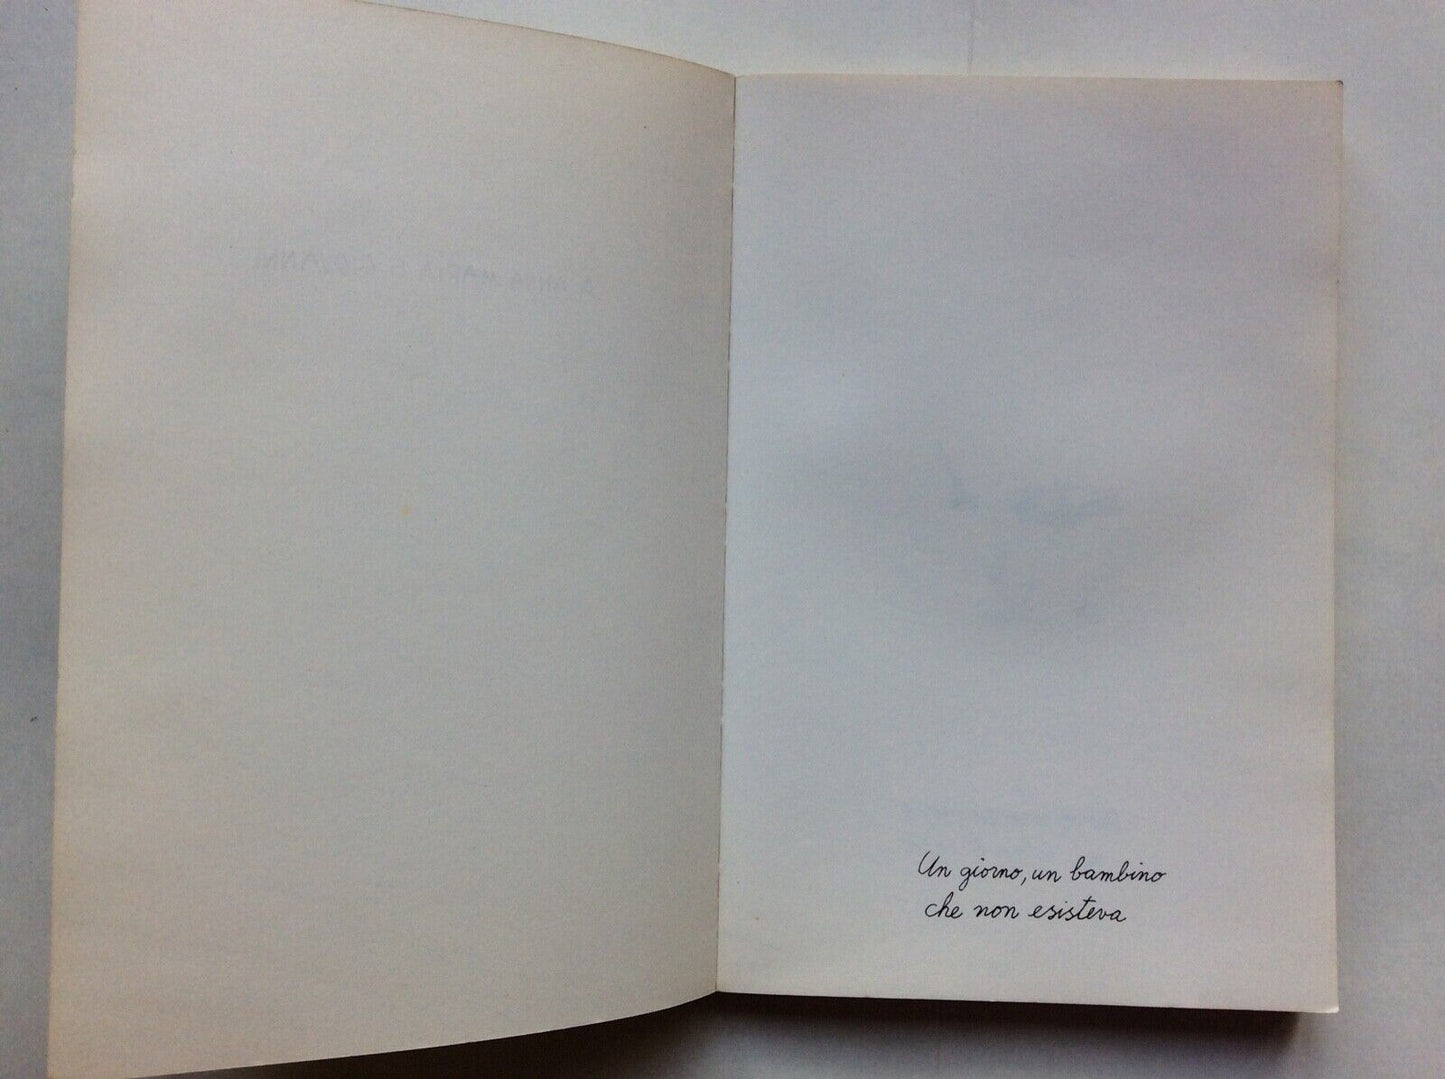 Un giorno, un bambino
che non esisteva